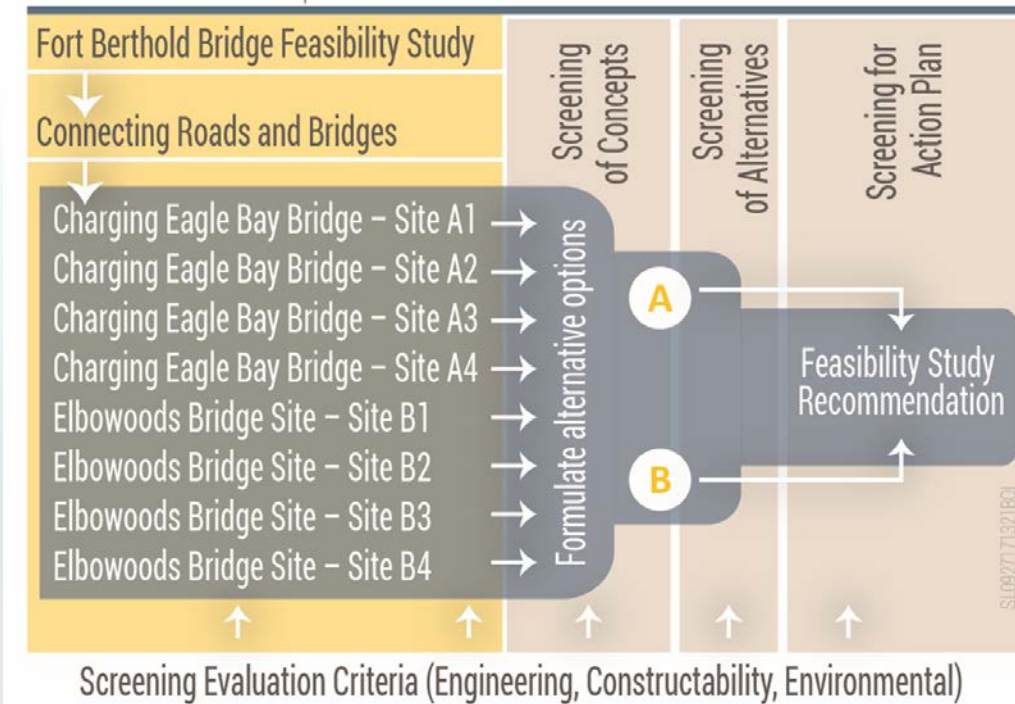 Fort Berthold Bridge Feasibility Study
Connecting Roads and Bridges
Charging Eagle Bay Bridge – Site A1
Charging Eagle Bay Bridge – Site A2
Charging Eagle Bay Bridge – Site A3
Charging Eagle Bay Bridge – Site A4
Elbowoods Bridge Site – Site B1
Elbowoods Bridge Site – Site B2
Elbowoods Bridge Site – Site B3
Elbowoods Bridge Site – Site B4
Screening
of Concepts
Formulate alternative options
Screening
of Alternatives
A
B
Screening for
Action Plan
Feasibility Study
Recommendation
Screening Evaluation Criteria (Engineering, Constructability, Environmental)